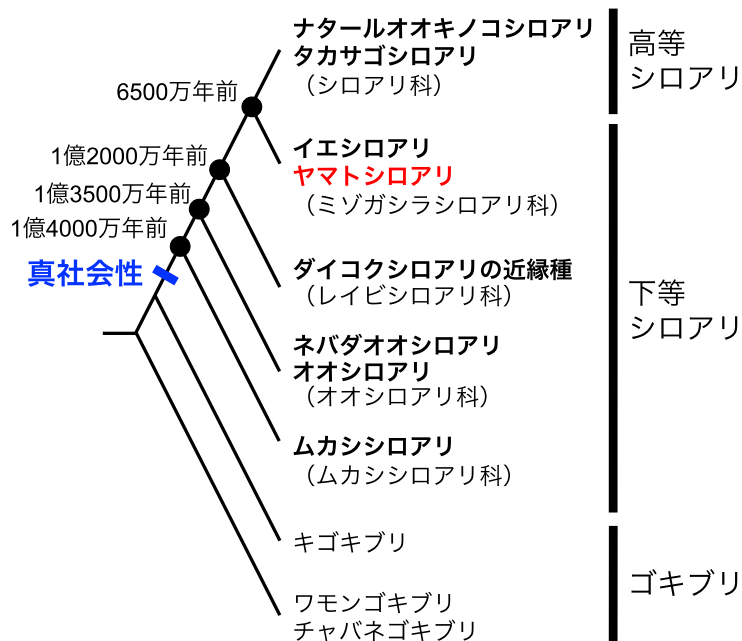 ナタールオオキノコシロアリ
タカサゴシロアリ
（シロアリ科）
高等
シロアリ
6500万年前
イエシロアリ
ヤマトシロアリ
（ミゾガシラシロアリ科）
1億2000万年前
1億3500万年前
1億4000万年前
真社会性
ダイコクシロアリの近縁種
（レイビシロアリ科）
下等
シロアリ
ネバダオオシロアリ
オオシロアリ
（オオシロアリ科）
ムカシシロアリ
（ムカシシロアリ科）
キゴキブリ
ゴキブリ
ワモンゴキブリ
チャバネゴキブリ